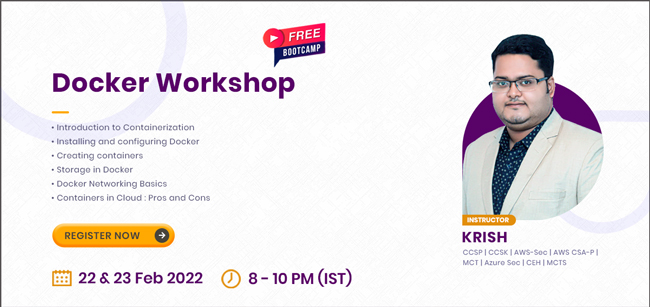 FREE
BOOTCAMP
Docker Workshop
• Introduction to Containerization
• Installing and configuring Docker
• Creating containers
• Storage in Docker
• Docker Networking Basics
• Containers in Cloud : Pros and Cons
REGISTER NOW
22 & 23 Feb 2022
8 - 10 PM (IST)
INSTRUCTOR
KRISH
CCSP | CCSK | AWS-Sec | AWS CSA-P |
MCT | Azure Sec | CEH | MCTS